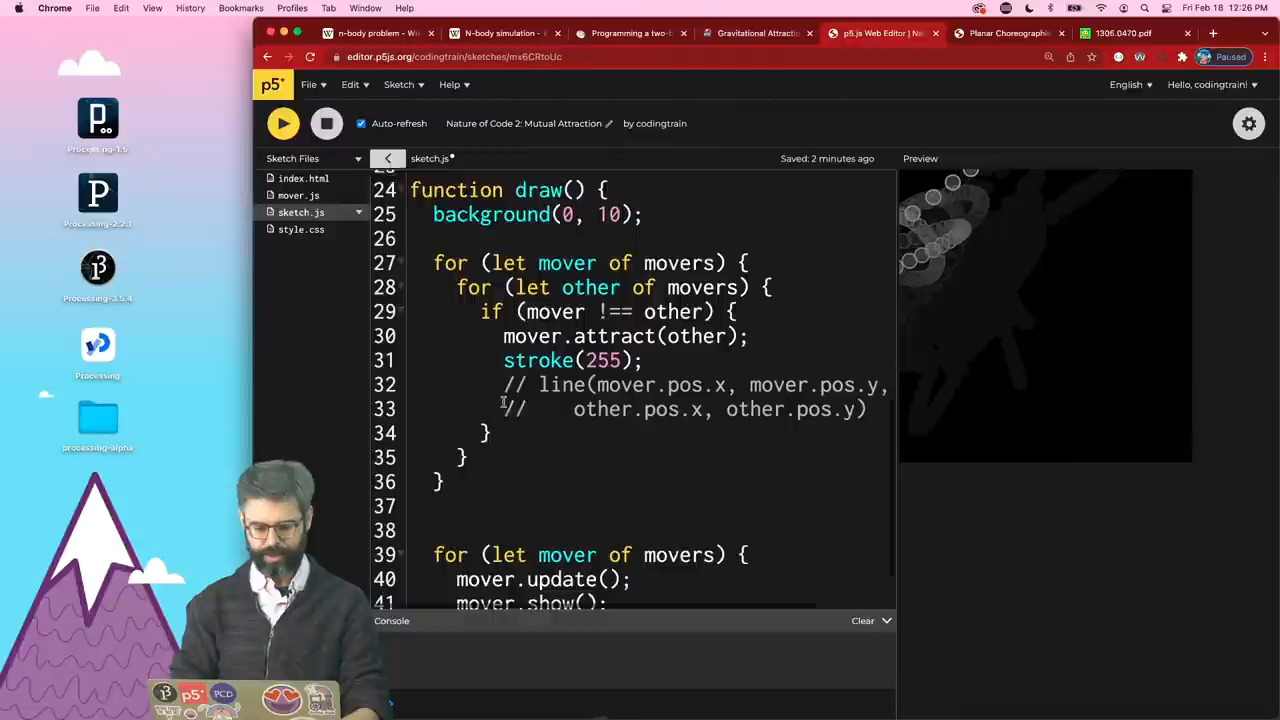 Chrome File Edit View History Bookmarks Profiles Tab Window Help Fri Feb 18 12:26 PM
n-body problem - Wi N-body simulation - W Programming a two-b Gravitational Attractio p5.js Web Editor | Na Planar Choreographie 1305.0470.pdf
editor.p5js.org/codingtrain/sketches/mx6CRtoUc Paused
p5* File Edit Sketch Help English Hello, codingtrain!
Auto-refresh Nature of Code 2: Mutual Attraction by codingtrain
Sketch Files sketch.js Saved: 2 minutes ago Preview
index.html
mover.js
sketch.js
style.css
24 function draw() {
25 background(0, 10);
26
27 for (let mover of movers) {
28 for (let other of movers) {
29 if (mover !== other) {
30 mover.attract(other);
31 stroke(255);
32 // line(mover.pos.x, mover.pos.y,
33 // other.pos.x, other.pos.y)
34 }
35 }
36 }
37
38
39 for (let mover of movers) {
40 mover.update();
41 mover.show();
Console Clear
P
Processing-1.5
P
Processing-2.2.1
Processing-3.5.4
Processing
processing-alpha
p5* PCD